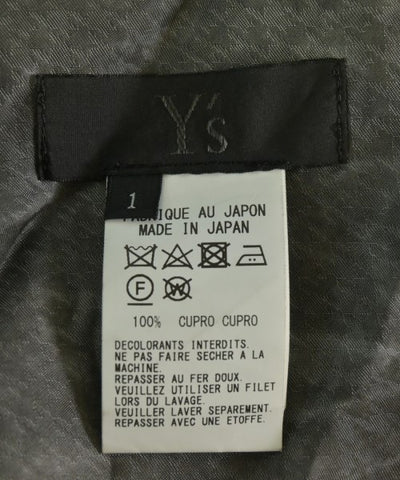 Y's
1
FABRIQUE AU JAPON
MADE IN JAPAN
F W
100% CUPRO CUPRO
DECOLORANTS INTERDITS.
NE PAS FAIRE SECHER A LA
MACHINE.
REPASSER AU FER DOUX.
VEUILLEZ UTILISER UN FILET
LORS DU LAVAGE.
VEUILLER LAVER SEPAREMENT.
REPASSER AVEC UNE ETOFFE.